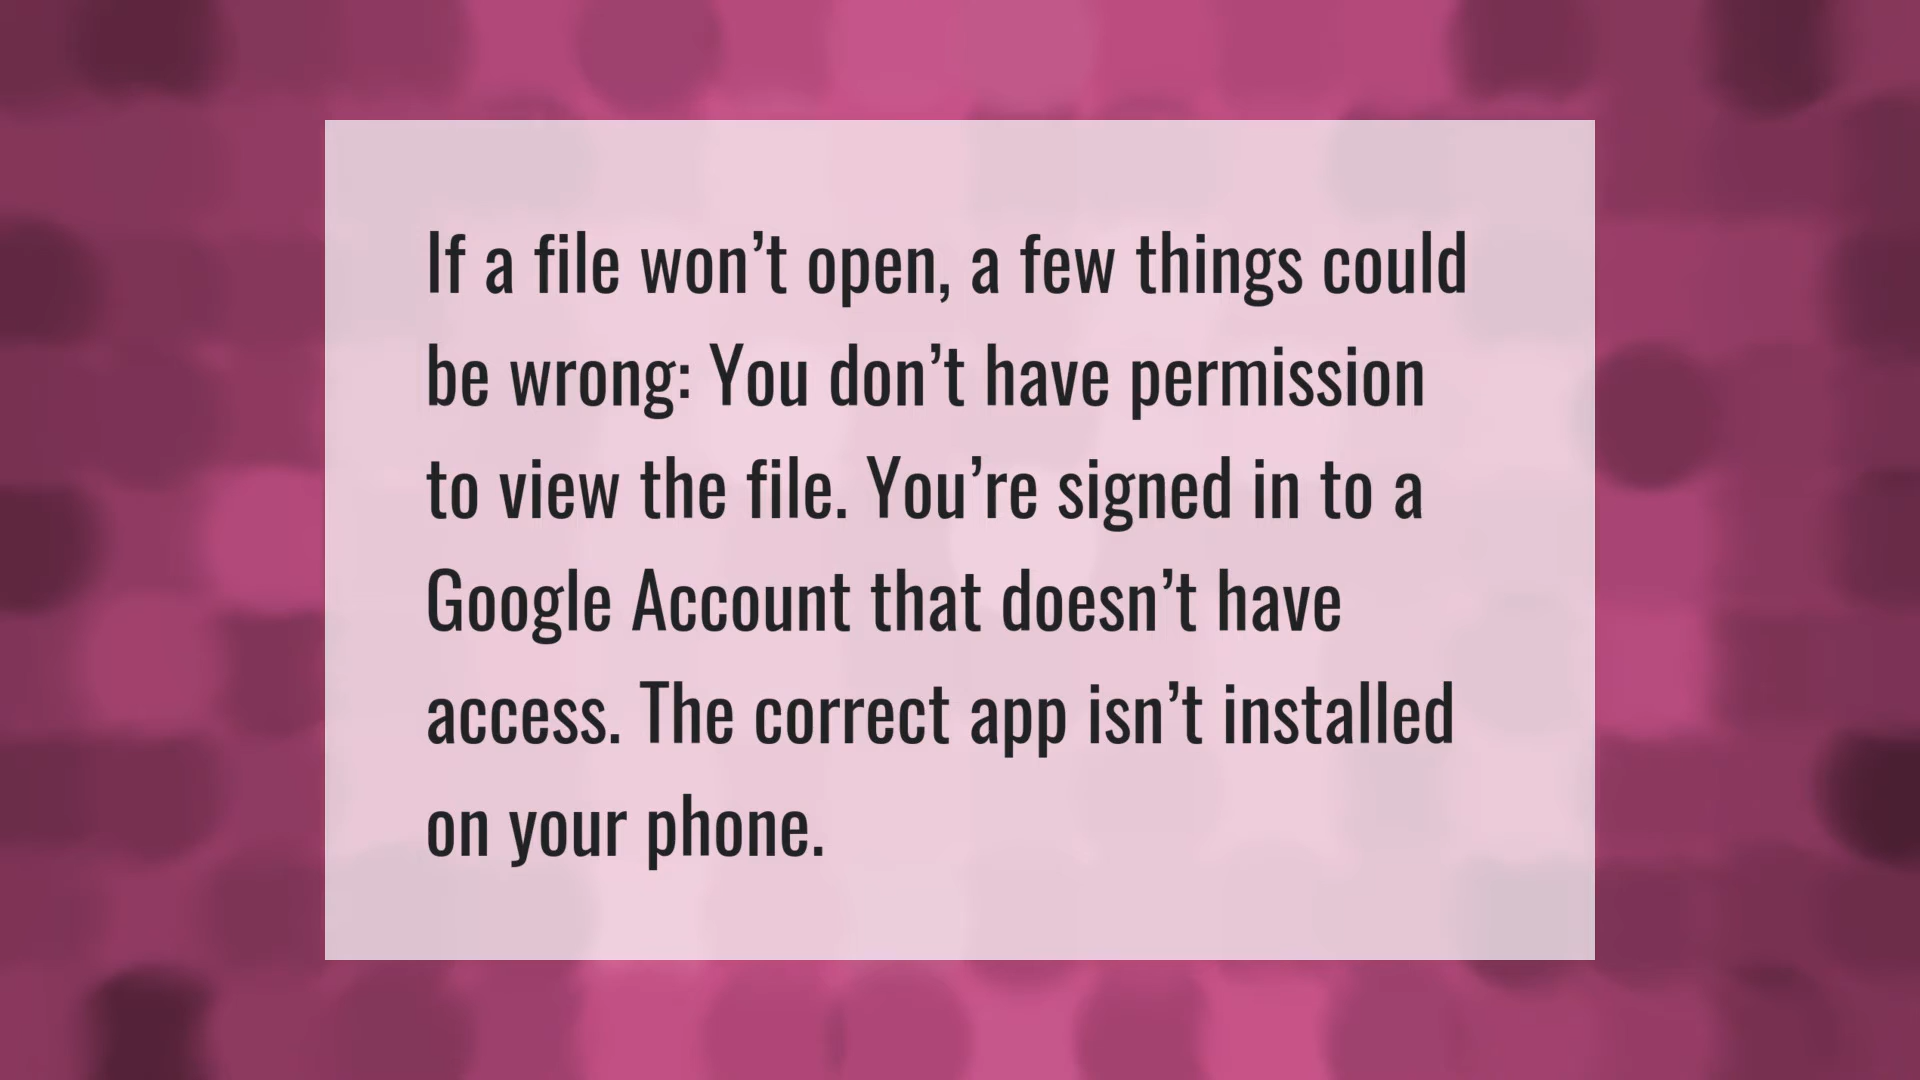 If a file won’t open, a few things could
be wrong: You don’t have permission
to view the file. You’re signed in to a
Google Account that doesn’t have
access. The correct app isn’t installed
on your phone.